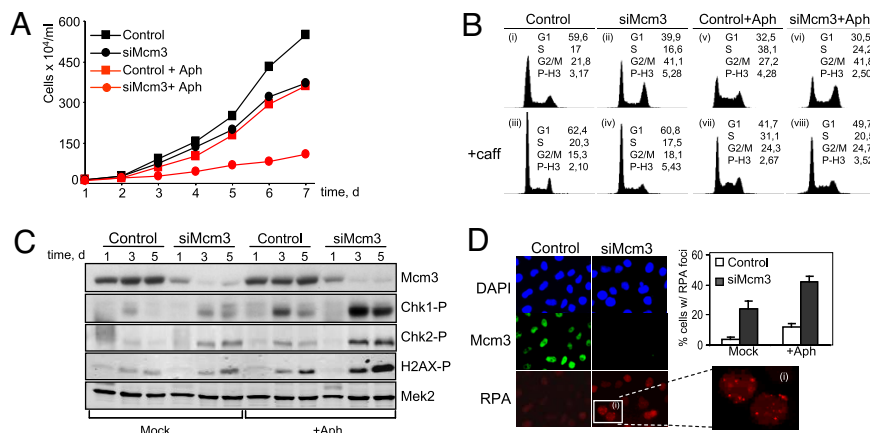 A
Cells x 10⁴/ml
600
450
300
150
0
1 2 3 4 5 6 7 time, d
Control
siMcm3
Control + Aph
siMcm3+ Aph
B
Control siMcm3 Control+Aph siMcm3+Aph
(i) G1 59,6
S 17
G2/M 21,8
P-H3 3,17
(ii) G1 39,9
S 16,6
G2/M 41,1
P-H3 5,28
(v) G1 32,5
S 38,1
G2/M 27,2
P-H3 4,28
(vi) G1 30,5
S 24,2
G2/M 41,8
P-H3 2,50
+caff
(iii) G1 62,4
S 20,3
G2/M 15,3
P-H3 2,10
(iv) G1 60,8
S 17,5
G2/M 18,1
P-H3 5,43
(vii) G1 41,7
S 31,1
G2/M 24,3
P-H3 2,67
(viii) G1 49,7
S 20,5
G2/M 24,7
P-H3 3,52
C
Control siMcm3 Control siMcm3
time, d 1 3 5 1 3 5 1 3 5 1 3 5
Mcm3
Chk1-P
Chk2-P
H2AX-P
Mek2
Mock +Aph
D
Control siMcm3
DAPI
Mcm3
RPA
(i)
% cells w/ RPA foci
60
40
20
0
Control
siMcm3
Mock +Aph
(i)